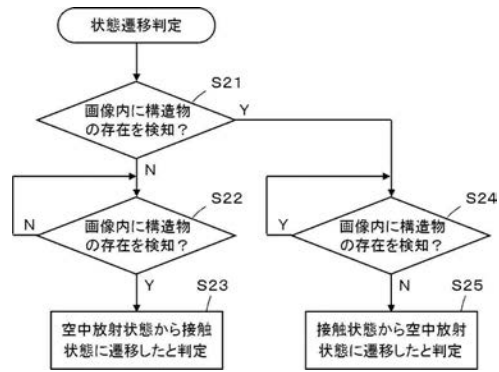 状態遷移判定
S21
画像内に構造物
の存在を検知？
Y
N
S22
画像内に構造物
の存在を検知？
N
Y
S24
画像内に構造物
の存在を検知？
Y
N
S23
空中放射状態から接触
状態に遷移したと判定
S25
接触状態から空中放射
状態に遷移したと判定